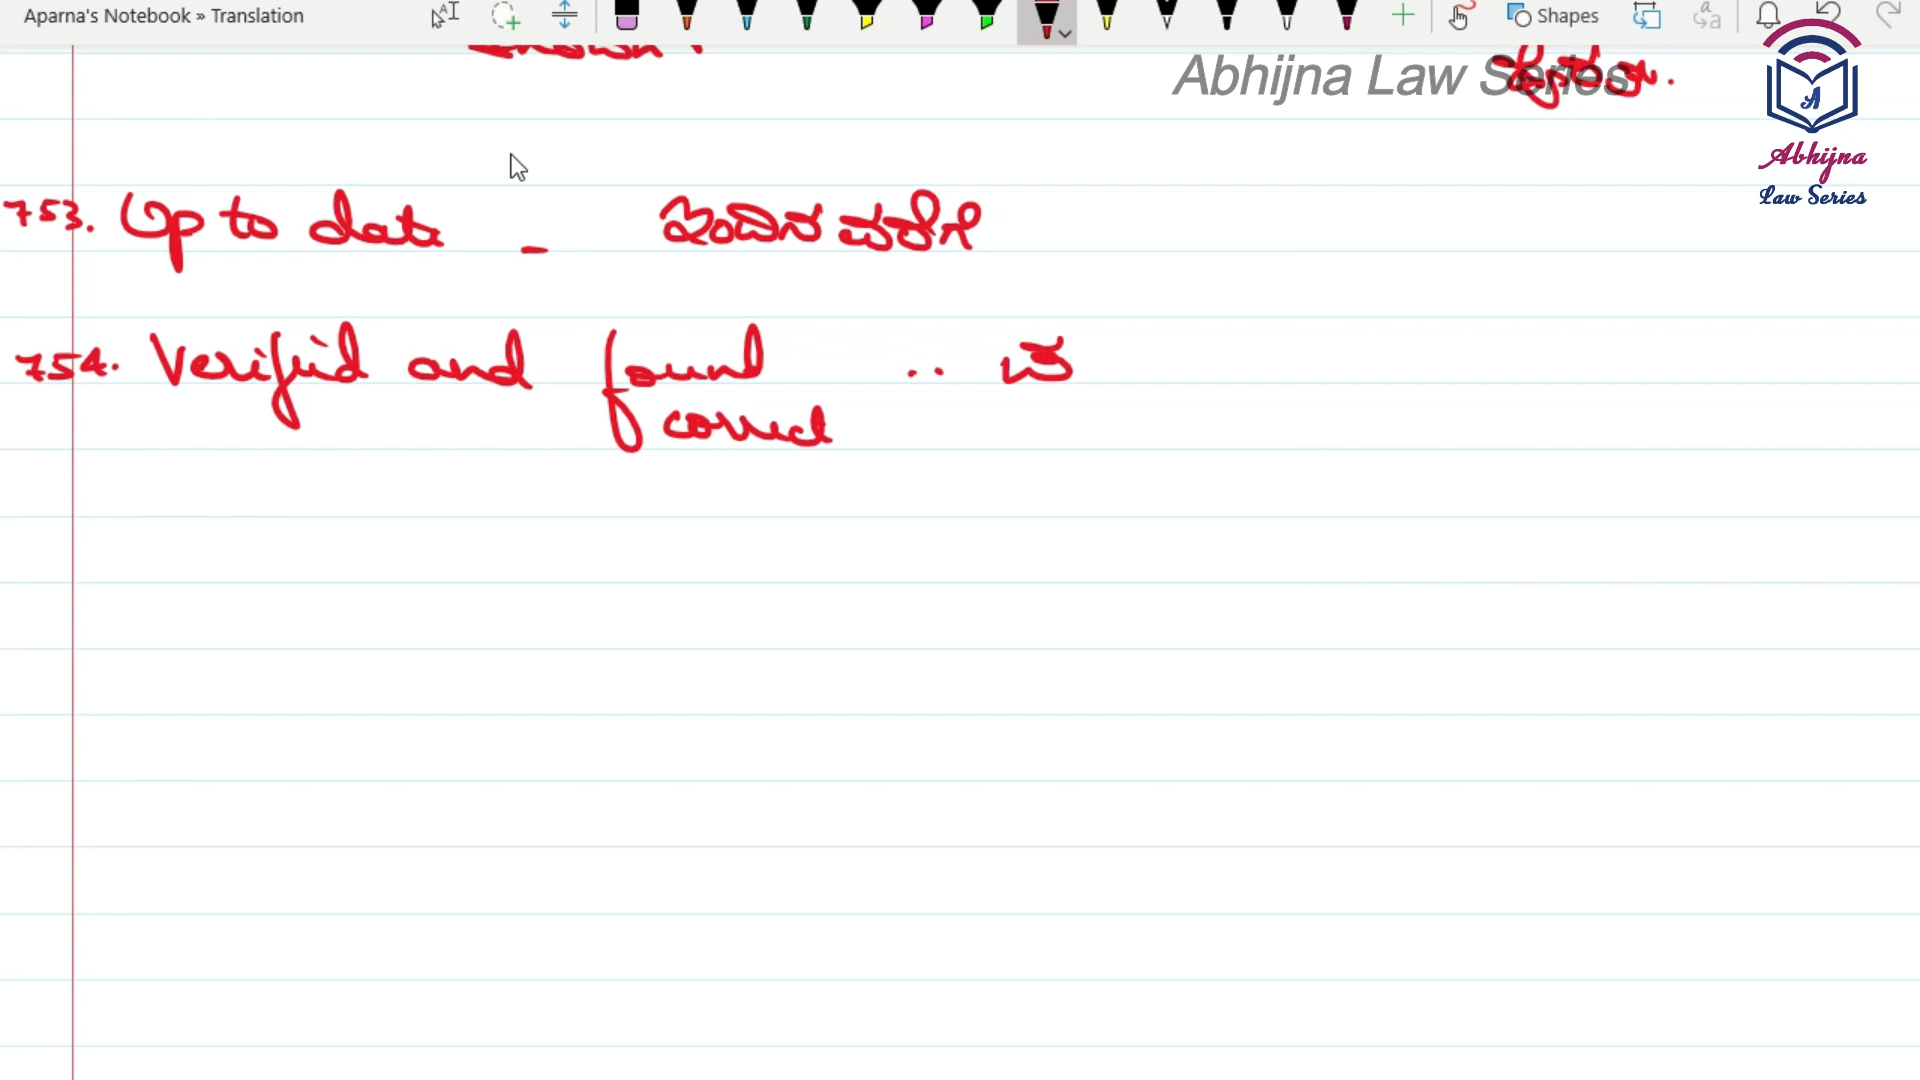 Aparna's Notebook » Translation
Shapes
Abhijna Law Series
A
Abhijna
Law Series
753. Up to date - ಇಂದಿನ ವರೆಗೆ
754. Verified and found .. ಪ
correct